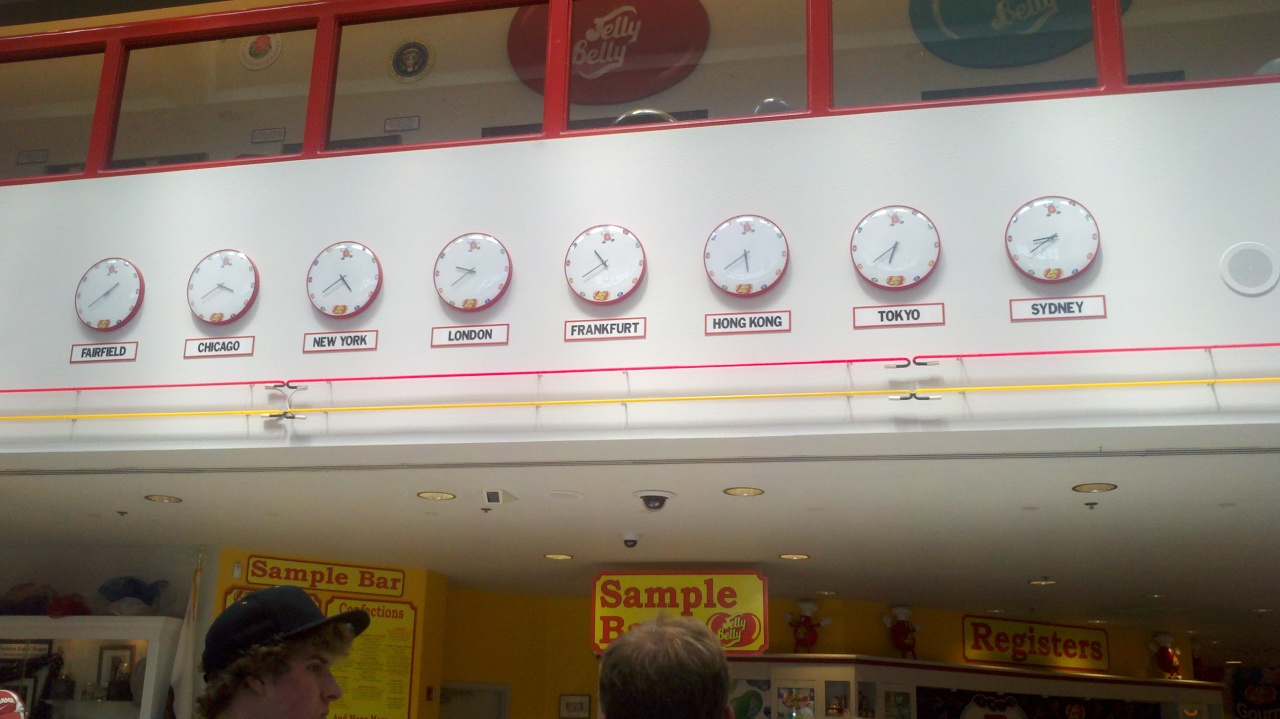 Jelly
Belly
Belly
FAIRFIELD
CHICAGO
NEW YORK
LONDON
FRANKFURT
HONG KONG
TOKYO
SYDNEY
Sample Bar
Confections
Sample
Jelly
Belly
Registers